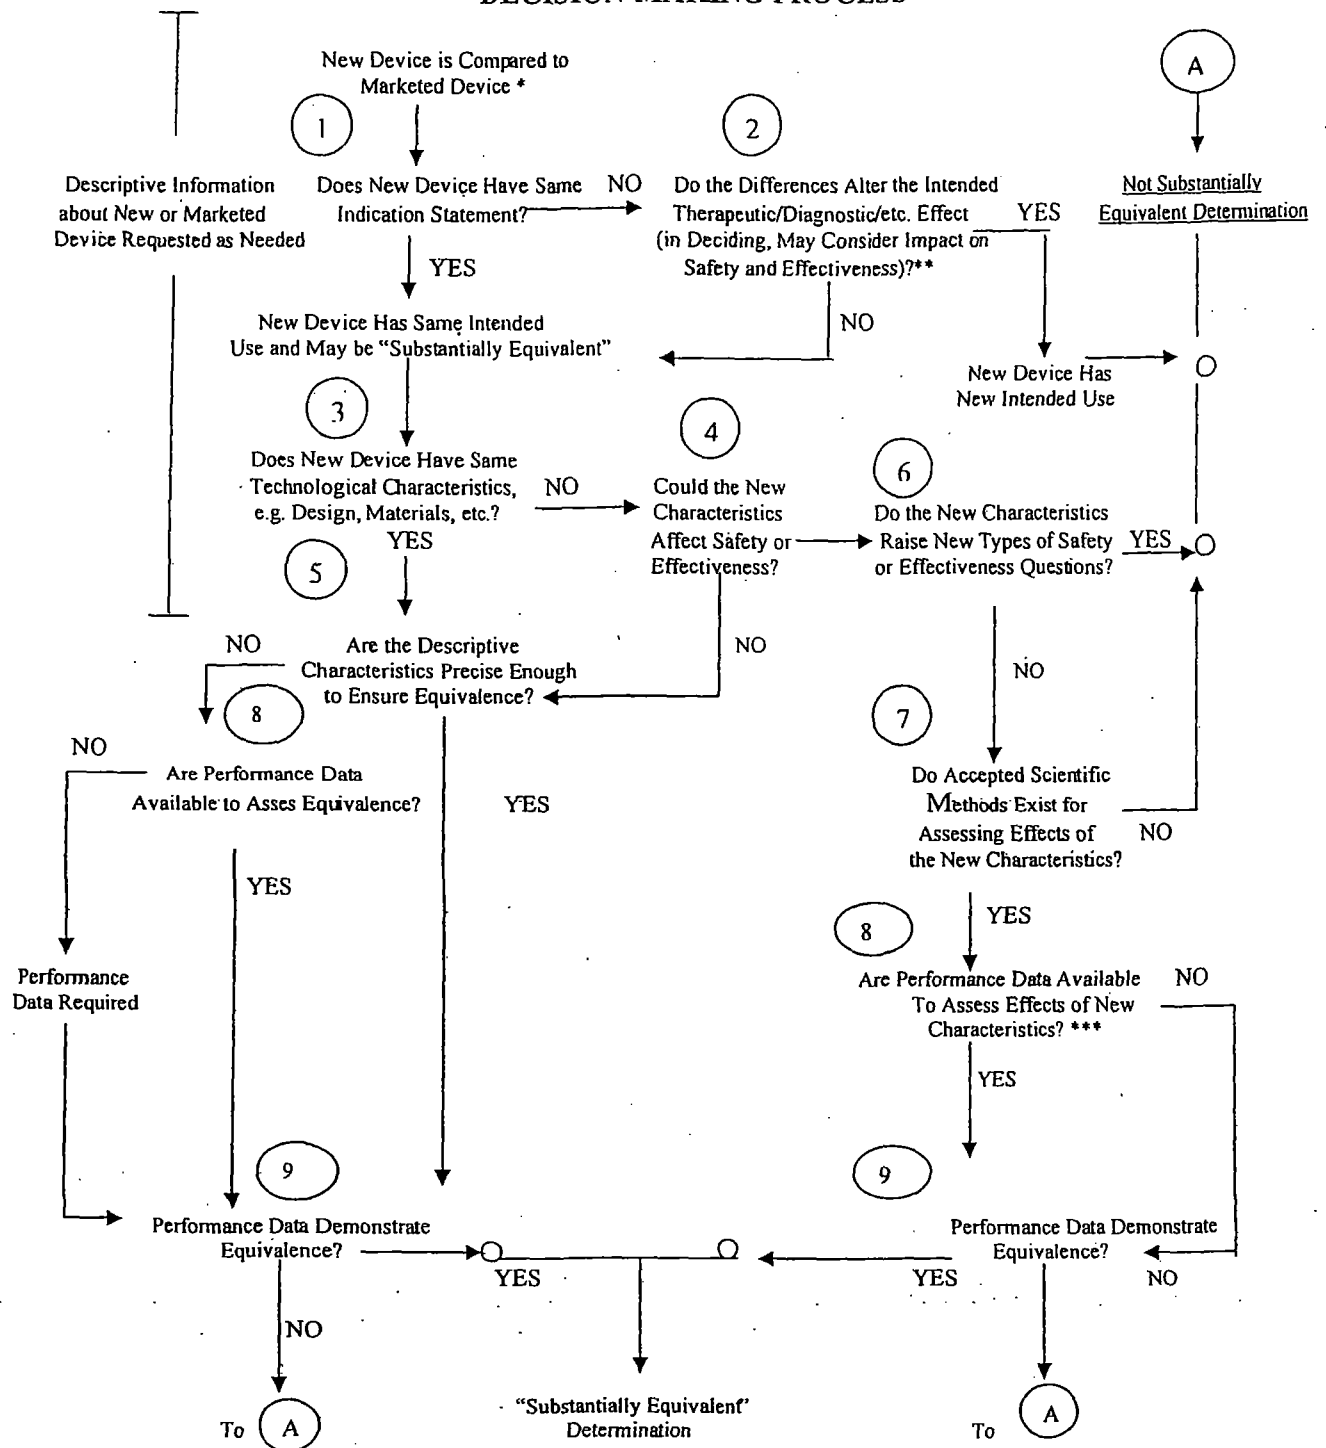 DECISION MAKING PROCESS
New Device is Compared to
Marketed Device *
A
1
2
Descriptive Information
about New or Marketed
Device Requested as Needed
Does New Device Have Same
Indication Statement?
NO
Do the Differences Alter the Intended
Therapeutic/Diagnostic/etc. Effect
(in Deciding, May Consider Impact on
Safety and Effectiveness)?**
YES
Not Substantially
Equivalent Determination
YES
New Device Has Same Intended
Use and May be “Substantially Equivalent”
NO
New Device Has
New Intended Use
3
4
6
Does New Device Have Same
Technological Characteristics,
e.g. Design, Materials, etc.?
NO
Could the New
Characteristics
Affect Safety or
Effectiveness?
Do the New Characteristics
Raise New Types of Safety
or Effectiveness Questions?
YES
YES
5
NO
Are the Descriptive
Characteristics Precise Enough
to Ensure Equivalence?
NO
NO
8
7
NO
Are Performance Data
Available to Asses Equivalence?
YES
Do Accepted Scientific
Methods Exist for
Assessing Effects of
the New Characteristics?
NO
YES
YES
8
Performance
Data Required
Are Performance Data Available
To Assess Effects of New
Characteristics? ***
NO
YES
9
9
Performance Data Demonstrate
Equivalence?
YES
YES
Performance Data Demonstrate
Equivalence?
NO
NO
To
A
“Substantially Equivalent”
Determination
To
A